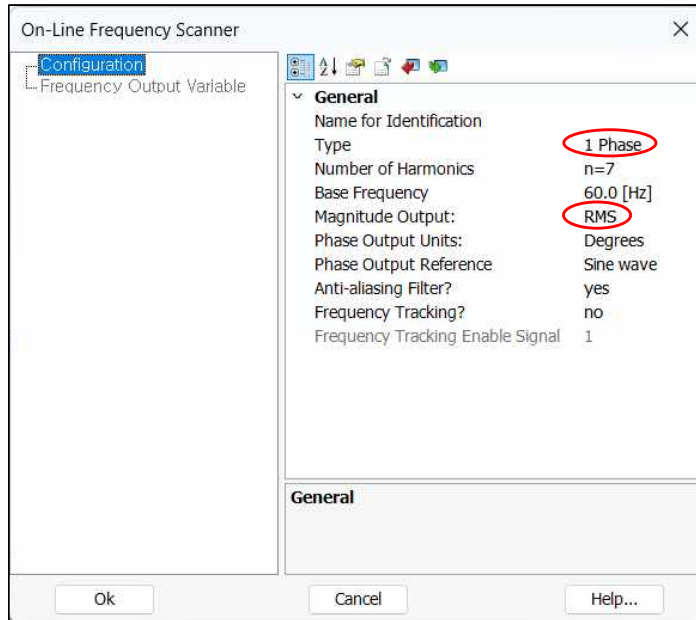 On-Line Frequency Scanner
Configuration
Frequency Output Variable
General
Name for Identification
Type 1 Phase
Number of Harmonics n=7
Base Frequency 60.0 [Hz]
Magnitude Output: RMS
Phase Output Units: Degrees
Phase Output Reference Sine wave
Anti-aliasing Filter? yes
Frequency Tracking? no
Frequency Tracking Enable Signal 1
General
Ok Cancel Help...